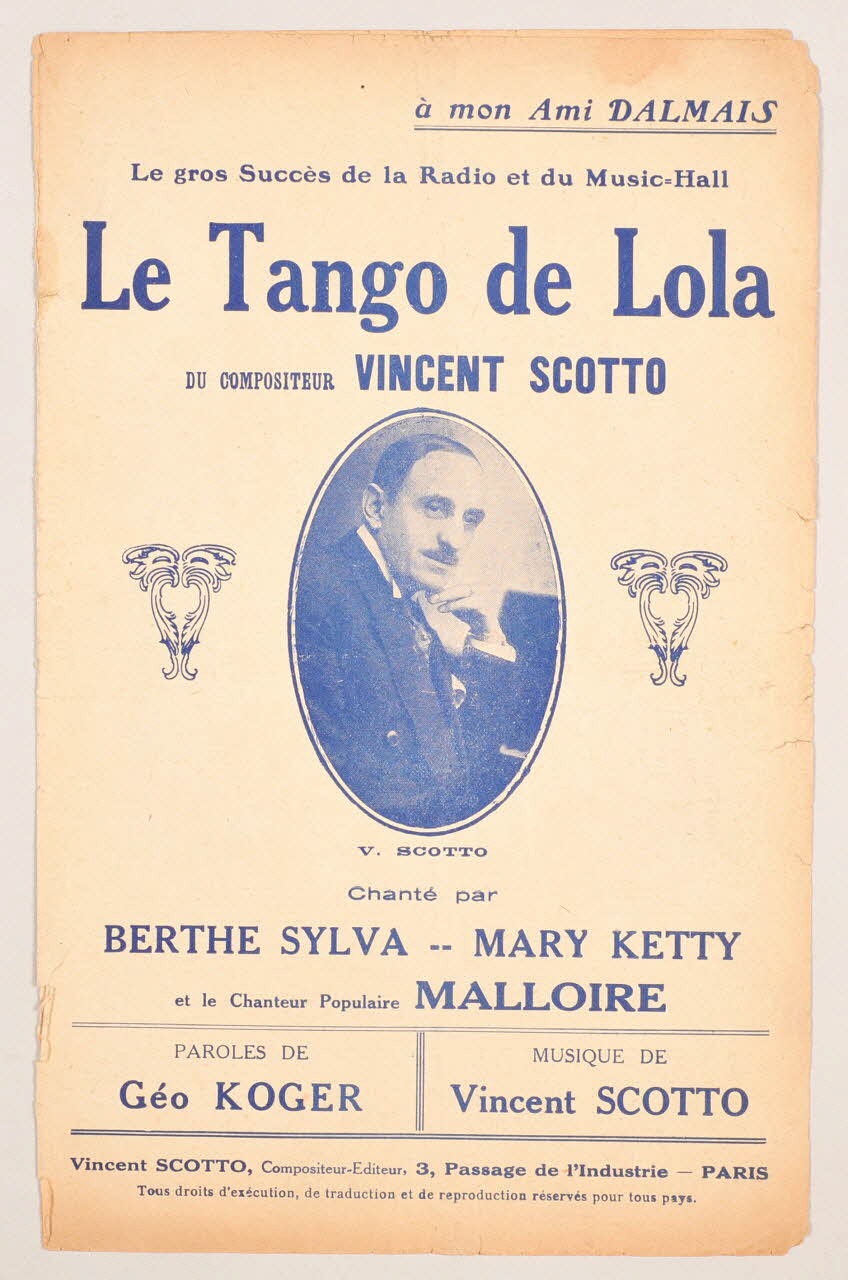 à mon Ami DALMAIS
Le gros Succès de la Radio et du Music=Hall
Le Tango de Lola
DU COMPOSITEUR VINCENT SCOTTO
V. SCOTTO
Chanté par
BERTHE SYLVA -- MARY KETTY
et le Chanteur Populaire MALLOIRE
PAROLES DE
Géo KOGER
MUSIQUE DE
Vincent SCOTTO
Vincent SCOTTO, Compositeur-Editeur, 3, Passage de l'Industrie — PARIS
Tous droits d'exécution, de traduction et de reproduction réservés pour tous pays.